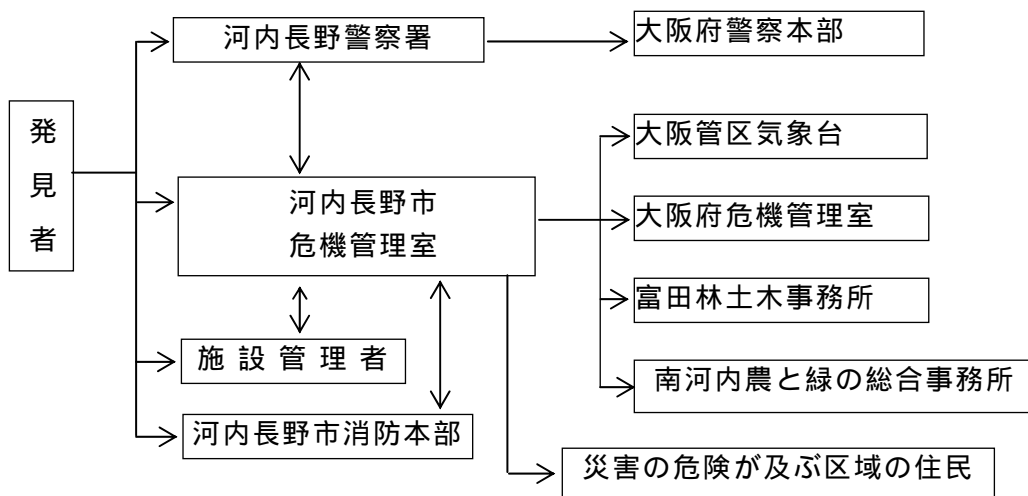 発見者
河内長野警察署
大阪府警察本部
河内長野市
危機管理室
大阪管区気象台
大阪府危機管理室
富田林土木事務所
施設管理者
南河内農と緑の総合事務所
河内長野市消防本部
災害の危険が及ぶ区域の住民